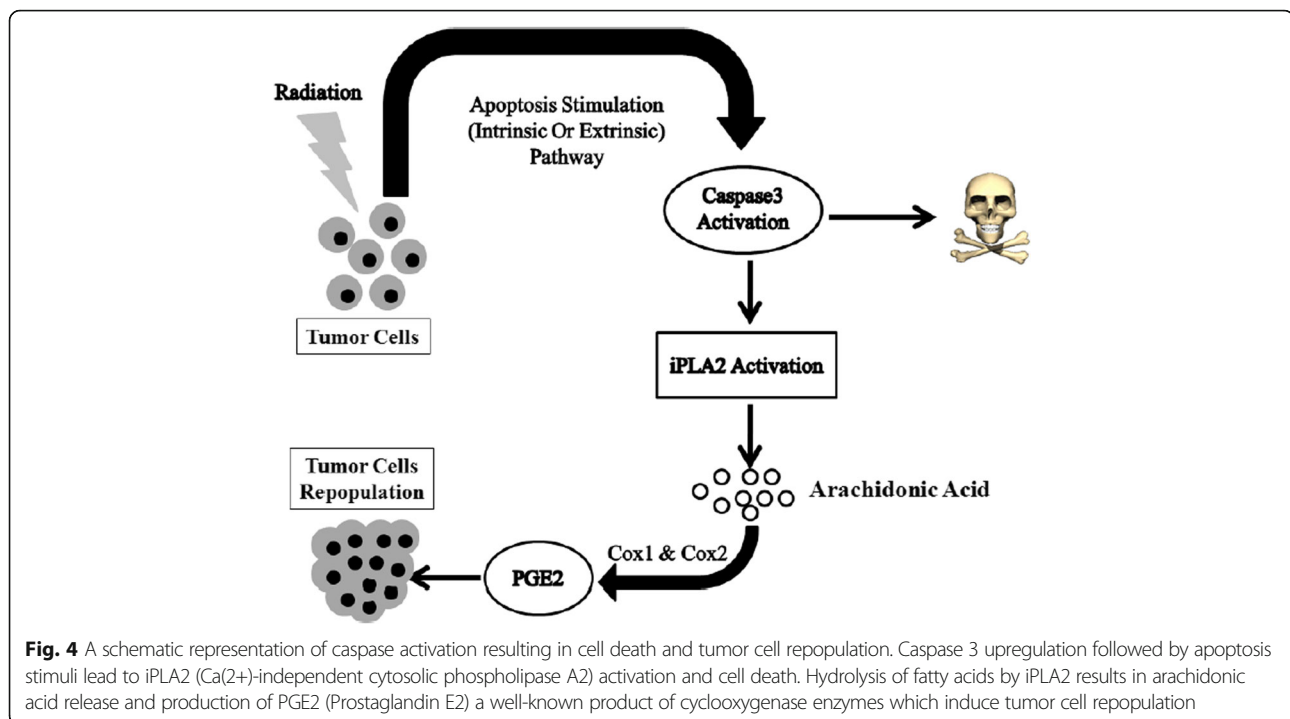 Radiation
Apoptosis Stimulation
(Intrinsic Or Extrinsic)
Pathway
Caspase3
Activation
Tumor Cells
iPLA2 Activation
Tumor Cells
Repopulation
Arachidonic Acid
Cox1 & Cox2
PGE2
Fig. 4 A schematic representation of caspase activation resulting in cell death and tumor cell repopulation. Caspase 3 upregulation followed by apoptosis
stimuli lead to iPLA2 (Ca(2+)-independent cytosolic phospholipase A2) activation and cell death. Hydrolysis of fatty acids by iPLA2 results in arachidonic
acid release and production of PGE2 (Prostaglandin E2) a well-known product of cyclooxygenase enzymes which induce tumor cell repopulation